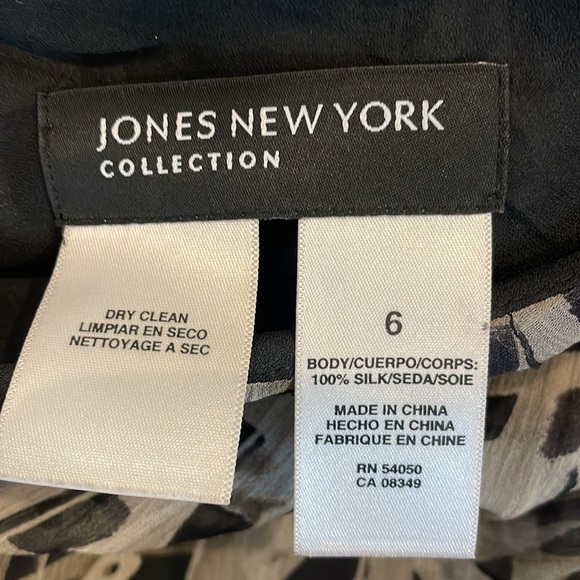 JONES NEW YORK
COLLECTION
DRY CLEAN
LIMPIAR EN SECO
NETTOYAGE A SEC
6
BODY/CUERPO/CORPS:
100% SILK/SEDA/SOIE
MADE IN CHINA
HECHO EN CHINA
FABRIQUE EN CHINE
RN 54050
CA 08349